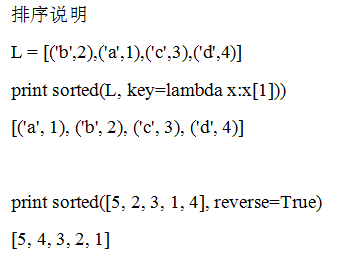 排序说明
L = [('b',2),('a',1),('c',3),('d',4)]
print sorted(L, key=lambda x:x[1]))
[('a', 1), ('b', 2), ('c', 3), ('d', 4)]
print sorted([5, 2, 3, 1, 4], reverse=True)
[5, 4, 3, 2, 1]